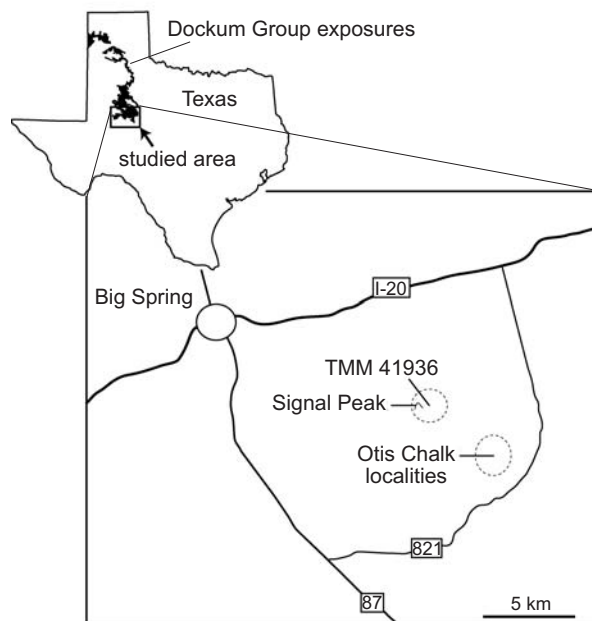 Dockum Group exposures
Texas
studied area
Big Spring
I-20
TMM 41936
Signal Peak
Otis Chalk
localities
821
87
5 km